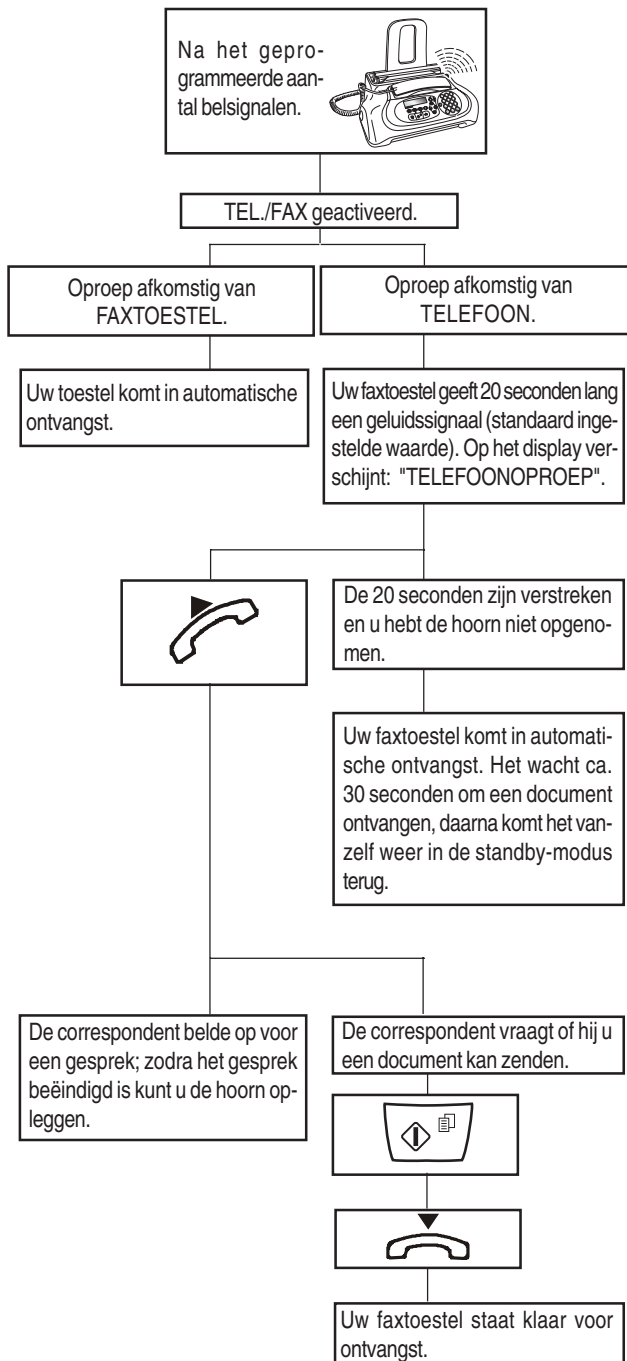 Na het gepro-
grammeerde aan-
tal belsignalen.
TEL./FAX geactiveerd.
Oproep afkomstig van
FAXTOESTEL.
Oproep afkomstig van
TELEFOON.
Uw toestel komt in automatische
ontvangst.
Uw faxtoestel geeft 20 seconden lang
een geluidssignaal (standaard inge-
stelde waarde). Op het display ver-
schijnt: "TELEFOONOPROEP".
De 20 seconden zijn verstreken
en u hebt de hoorn niet opgeno-
men.
Uw faxtoestel komt in automati-
sche ontvangst. Het wacht ca.
30 seconden om een document
ontvangen, daarna komt het van-
zelf weer in de standby-modus
terug.
De correspondent belde op voor
een gesprek; zodra het gesprek
beëindigd is kunt u de hoorn op-
leggen.
De correspondent vraagt of hij u
een document kan zenden.
Uw faxtoestel staat klaar voor
ontvangst.